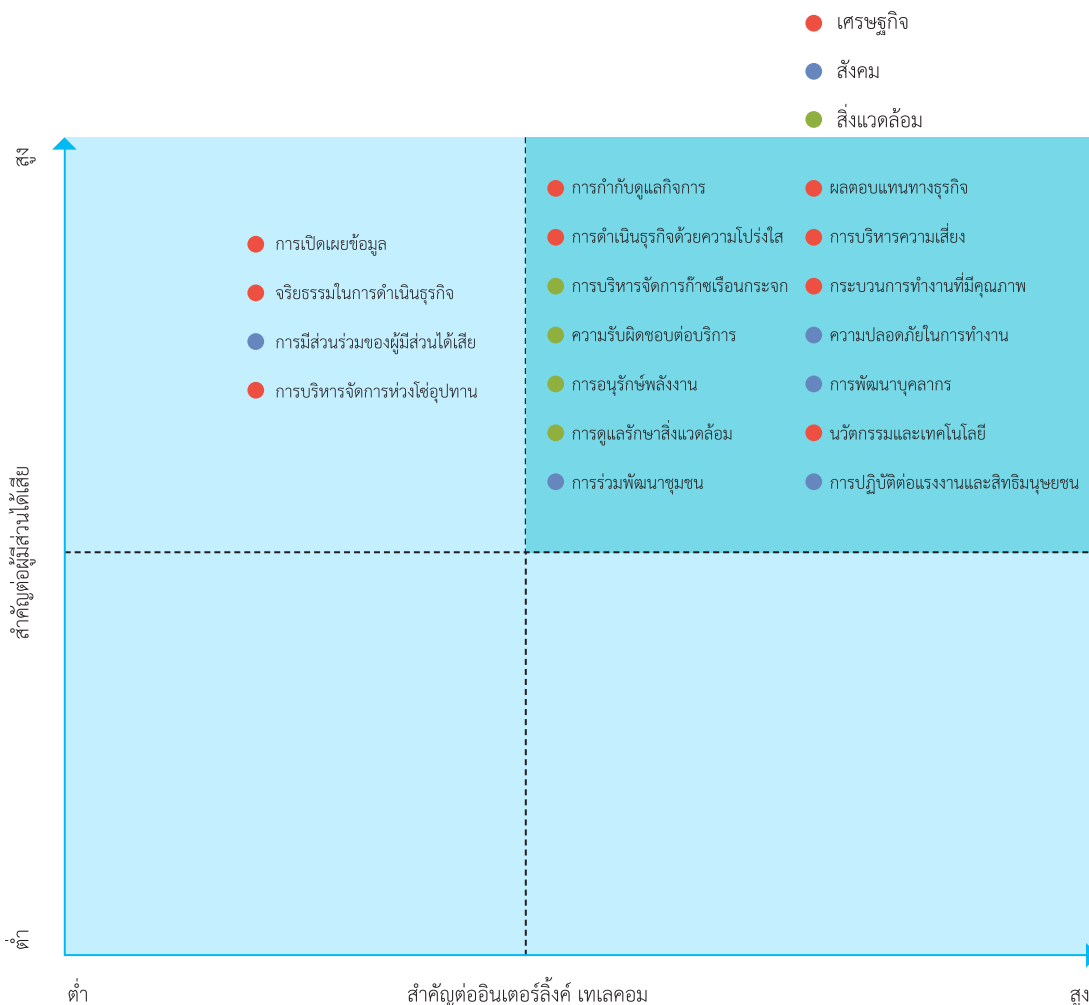 เศรษฐกิจ
สังคม
สิ่งแวดล้อม
สูง
การเปิดเผยข้อมูล
จริยธรรมในการดำเนินธุรกิจ
การมีส่วนร่วมของผู้มีส่วนได้เสีย
การบริหารจัดการห่วงโซ่อุปทาน
การกำกับดูแลกิจการ
การดำเนินธุรกิจด้วยความโปร่งใส
การบริหารจัดการก๊าซเรือนกระจก
ความรับผิดชอบต่อบริการ
การอนุรักษ์พลังงาน
การดูแลรักษาสิ่งแวดล้อม
การร่วมพัฒนาชุมชน
ผลตอบแทนทางธุรกิจ
การบริหารความเสี่ยง
กระบวนการทำงานที่มีคุณภาพ
ความปลอดภัยในการทำงาน
การพัฒนาบุคลากร
นวัตกรรมและเทคโนโลยี
การปฏิบัติต่อแรงงานและสิทธิมนุษยชน
สำคัญต่อผู้มีส่วนได้เสีย
ต่ำ
ต่ำ
สำคัญต่ออินเตอร์ลิ้งค์ เทเลคอม
สูง